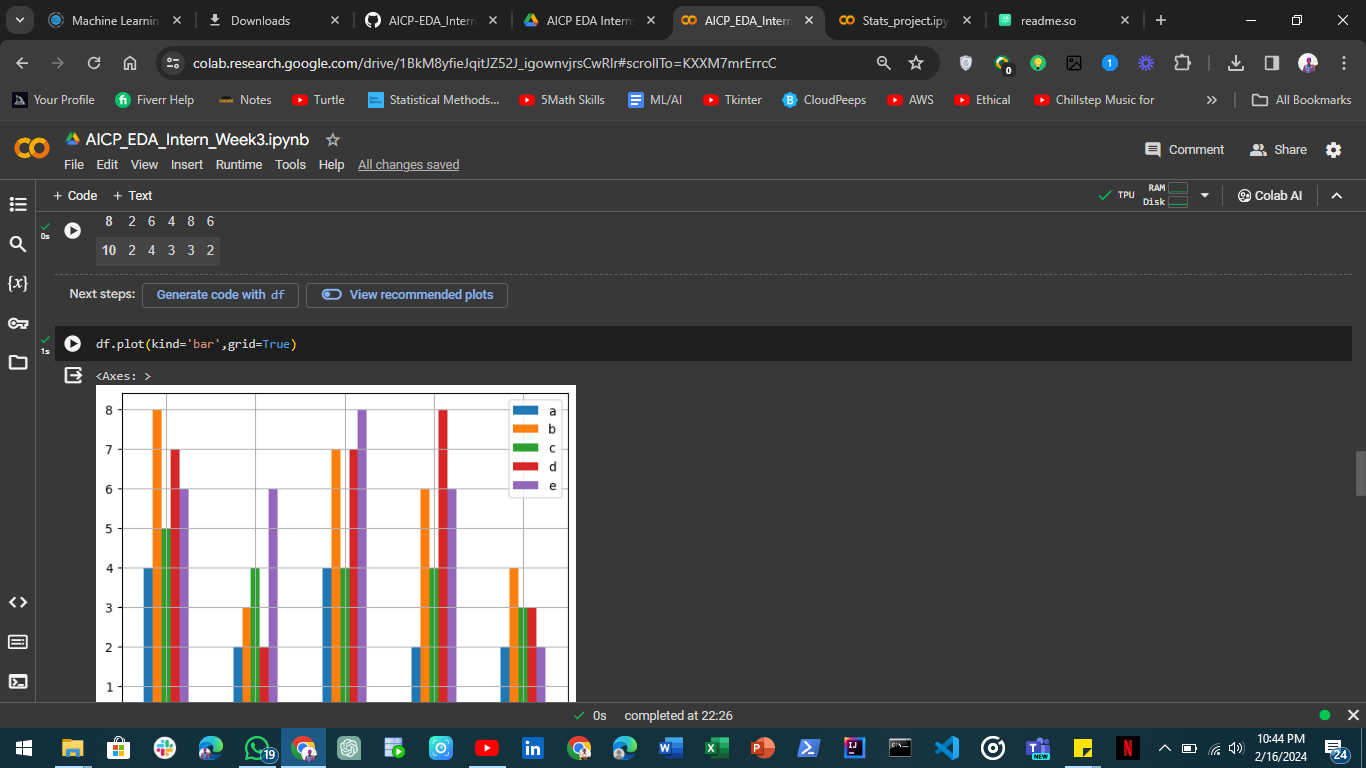 Machine Learnin
Downloads
AICP-EDA_Intern
AICP EDA Intern
AICP_EDA_Intern
Stats_project.ipy
readme.so
colab.research.google.com/drive/1BkM8yfieJqitJZ52J_igownvjrsCwRlr#scrollTo=KXXM7mrErrcC
0
1
Your Profile
Fiverr Help
Notes
Turtle
Statistical Methods...
5Math Skills
ML/AI
Tkinter
CloudPeeps
AWS
Ethical
Chillstep Music for
»
All Bookmarks
AICP_EDA_Intern_Week3.ipynb
Comment
Share
File Edit View Insert Runtime Tools Help All changes saved
+ Code + Text
TPU
RAM
Disk
Colab AI
0s
8 2 6 4 8 6
10 2 4 3 3 2
{x}
Next steps: Generate code with df View recommended plots
1s
df.plot(kind='bar',grid=True)
<Axes: >
8
7
6
5
4
3
2
1
a
b
c
d
e
0s completed at 22:26
19
NEW
10:44 PM
2/16/2024
24